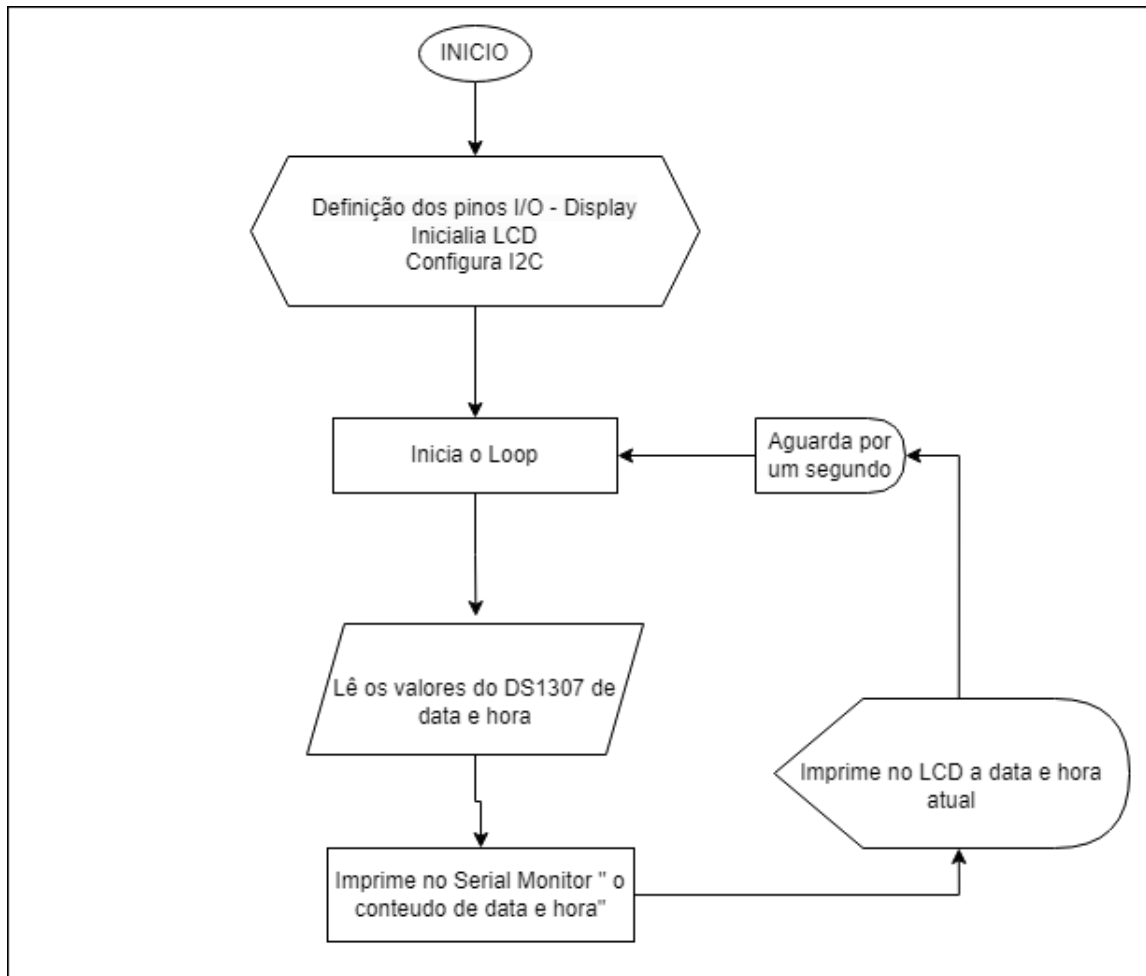 INICIO
Definição dos pinos I/O - Display
Inicialia LCD
Configura I2C
Inicia o Loop
Aguarda por
um segundo
Lê os valores do DS1307 de
data e hora
Imprime no LCD a data e hora
atual
Imprime no Serial Monitor " o
conteudo de data e hora"